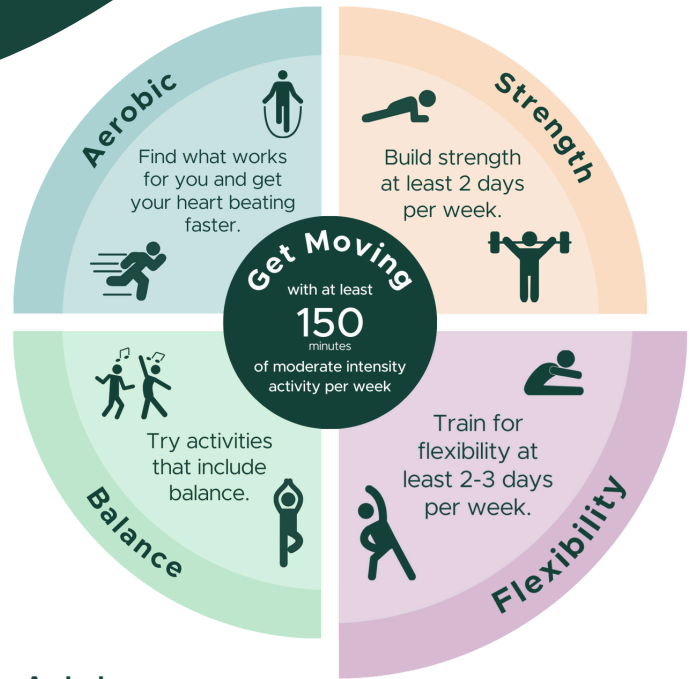 Aerobic
Find what works
for you and get
your heart beating
faster.
Strength
Build strength
at least 2 days
per week.
Get Moving
with at least
150
minutes
of moderate intensity
activity per week
Balance
Try activities
that include
balance.
Flexibility
Train for
flexibility at
least 2-3 days
per week.